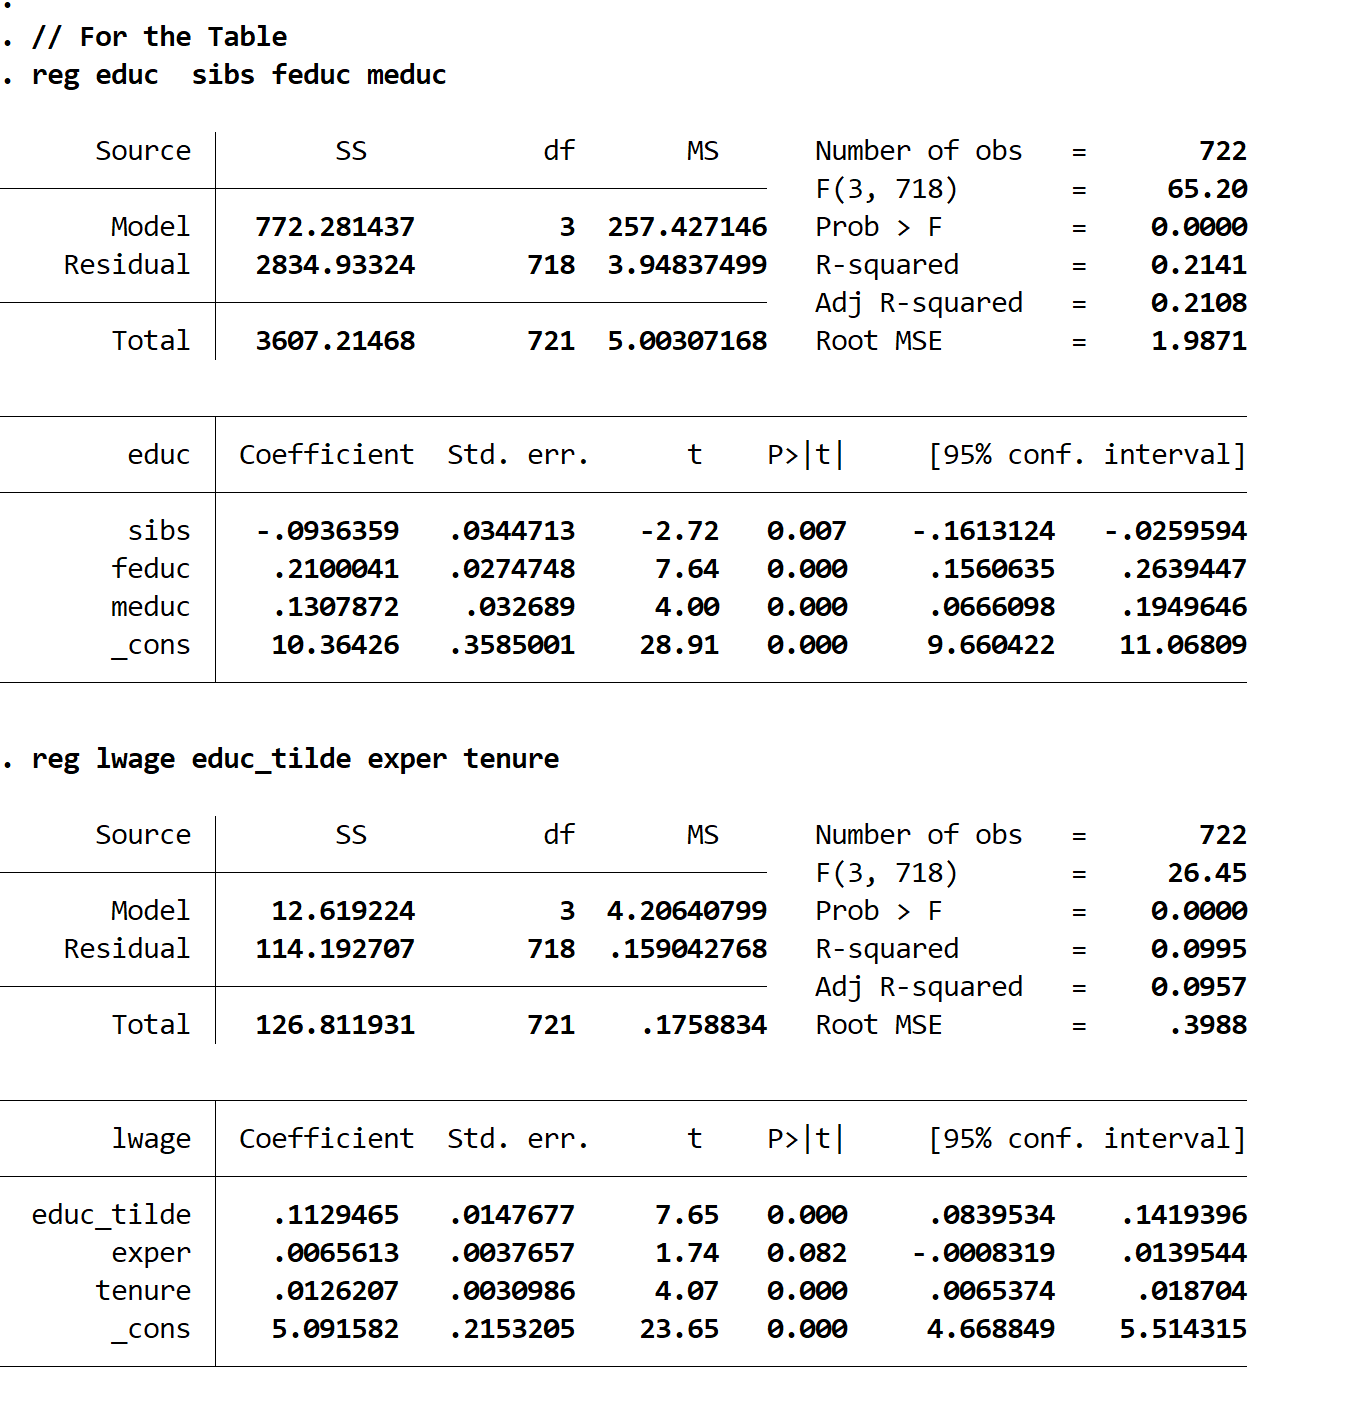 .
. // For the Table
. reg educ  sibs feduc meduc
Source | SS df MS Number of obs = 722
F(3, 718) = 65.20
Model | 772.281437 3 257.427146 Prob > F = 0.0000
Residual | 2834.93324 718 3.94837499 R-squared = 0.2141
Adj R-squared = 0.2108
Total | 3607.21468 721 5.00307168 Root MSE = 1.9871
educ | Coefficient Std. err. t P>|t| [95% conf. interval]
sibs | -.0936359 .0344713 -2.72 0.007 -.1613124 -.0259594
feduc | .2100041 .0274748 7.64 0.000 .1560635 .2639447
meduc | .1307872 .032689 4.00 0.000 .0666098 .1949646
_cons | 10.36426 .3585001 28.91 0.000 9.660422 11.06809
. reg lwage educ_tilde exper tenure
Source | SS df MS Number of obs = 722
F(3, 718) = 26.45
Model | 12.619224 3 4.20640799 Prob > F = 0.0000
Residual | 114.192707 718 .159042768 R-squared = 0.0995
Adj R-squared = 0.0957
Total | 126.811931 721 .1758834 Root MSE = .3988
lwage | Coefficient Std. err. t P>|t| [95% conf. interval]
educ_tilde | .1129465 .0147677 7.65 0.000 .0839534 .1419396
exper | .0065613 .0037657 1.74 0.082 -.0008319 .0139544
tenure | .0126207 .0030986 4.07 0.000 .0065374 .018704
_cons | 5.091582 .2153205 23.65 0.000 4.668849 5.514315